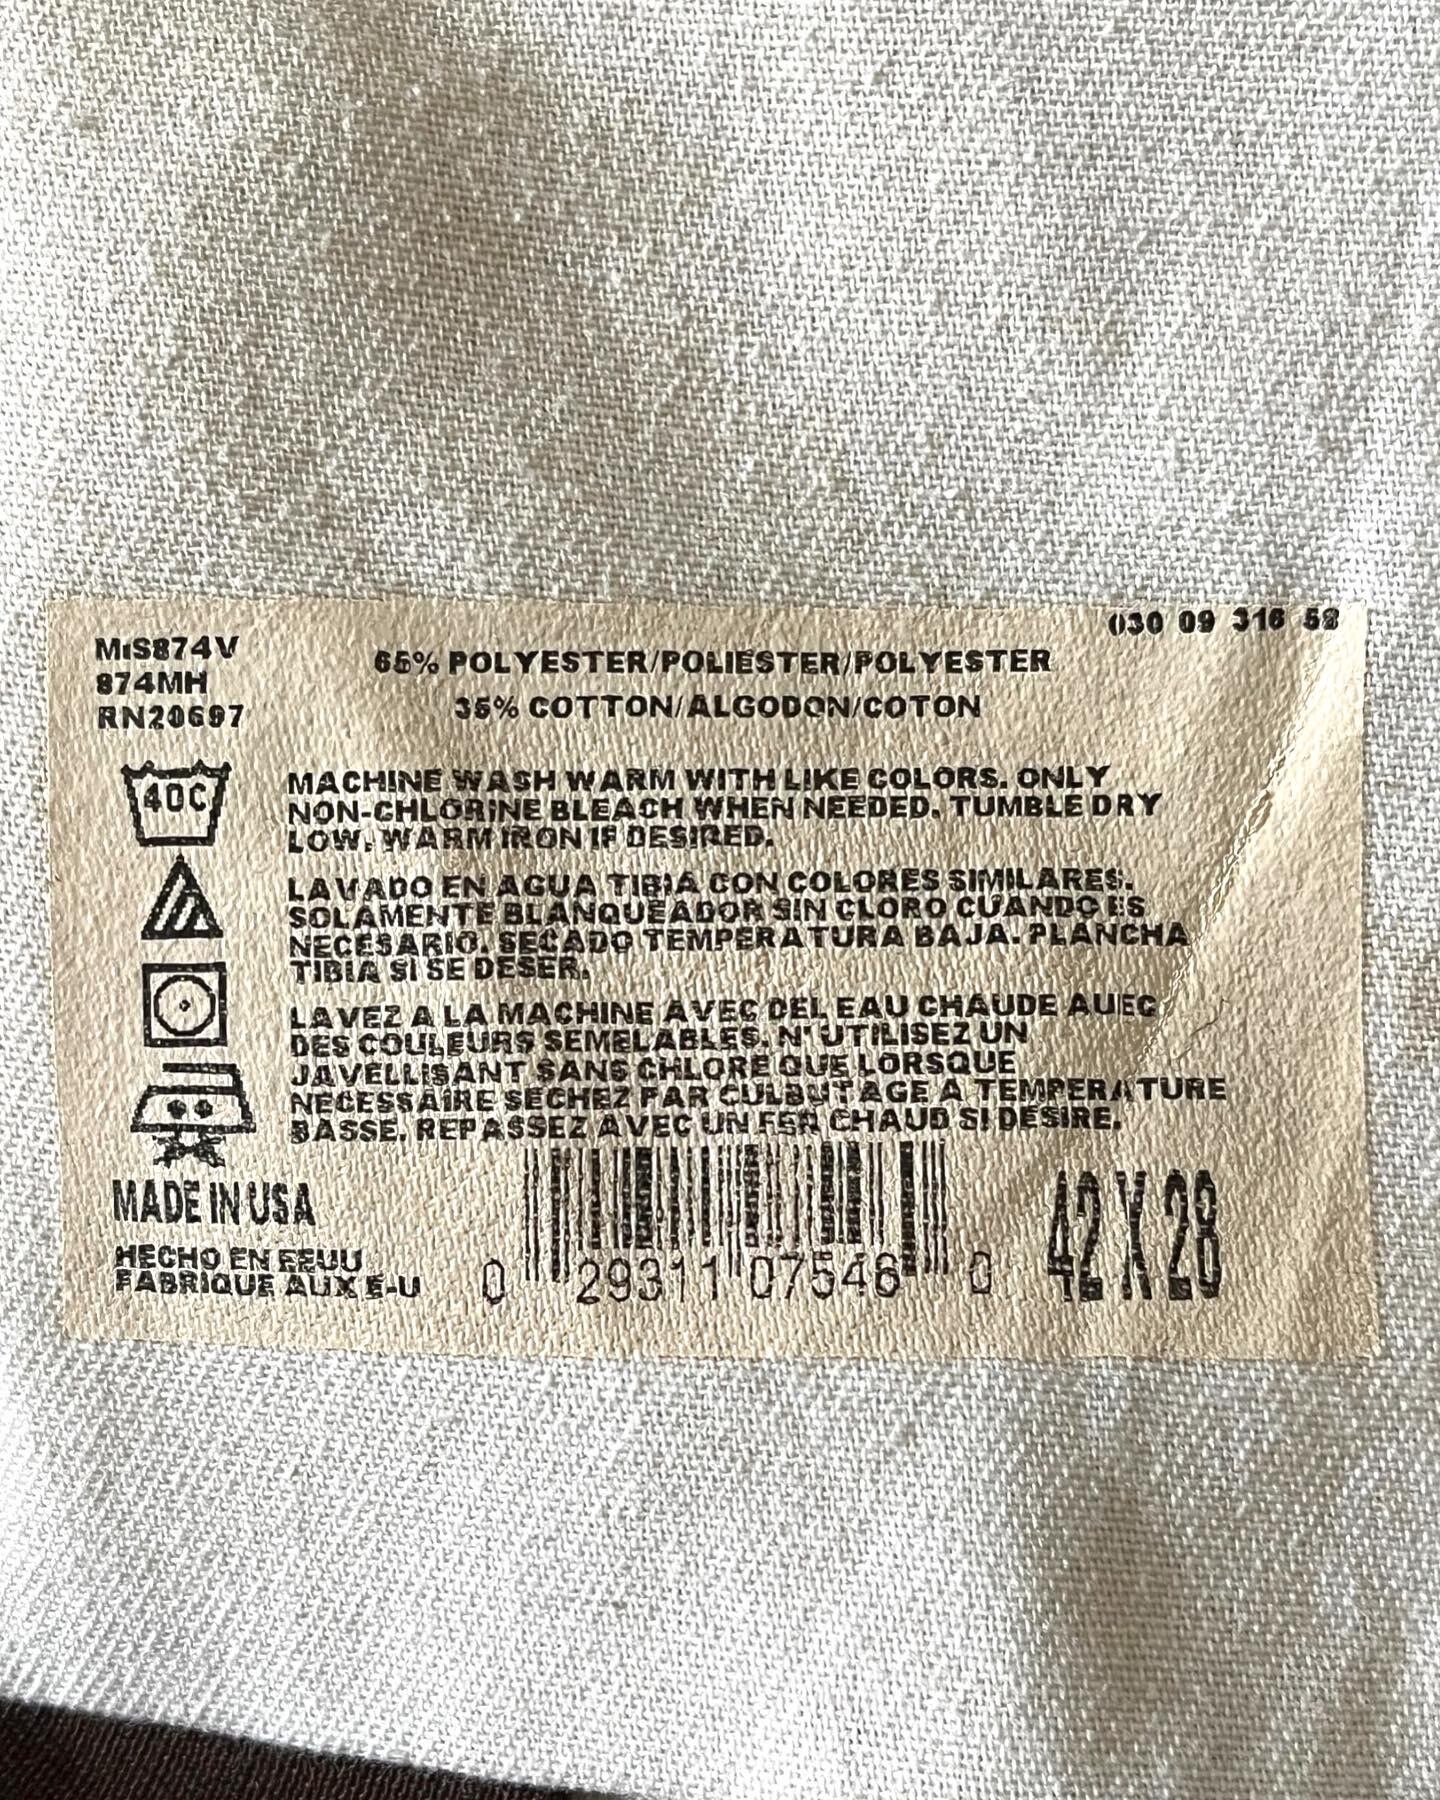 MiS874V
874MH
RN20697
030 09 316 58
65% POLYESTER/POLIESTER/POLYESTER
35% COTTON/ALGODON/COTON
40C
MACHINE WASH WARM WITH LIKE COLORS. ONLY
NON-CHLORINE BLEACH WHEN NEEDED. TUMBLE DRY
LOW. WARM IRON IF DESIRED.
LAVADO EN AGUA TIBIA CON COLORES SIMILARES.
SOLAMENTE BLANQUEADOR SIN CLORO CUANDO ES
NECESARIO. SECADO TEMPERATURA BAJA. PLANCHA
TIBIA SI SE DESER.
LAVEZ A LA MACHINE AVEC DEL EAU CHAUDE AUEC
DES COULEURS SEMELABLES. N'UTILISEZ UN
JAVELLISANT SANS CHLORE QUE LORSQUE
NECESSAIRE SECHEZ PAR CULBUTAGE A TEMPERATURE
BASSE. REPASSEZ AVEC UN FER CHAUD SI DESIRE.
MADE IN USA
HECHO EN EEUU
FABRIQUE AUX E-U
0 29311 07546 0
42 X 28